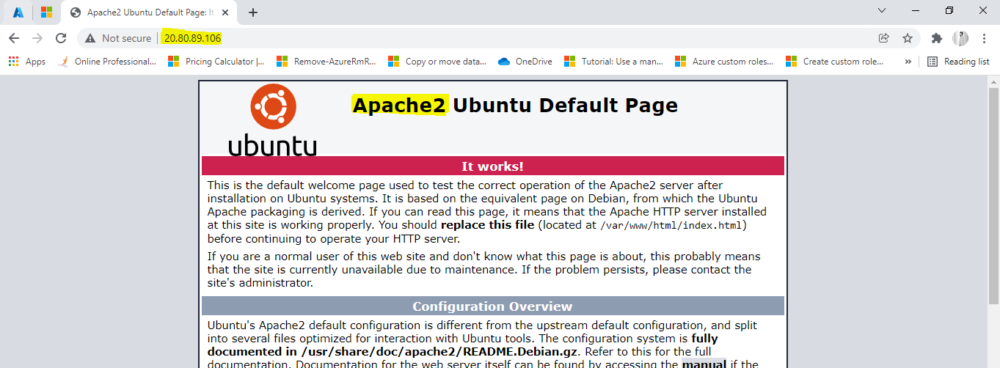 Apache2 Ubuntu Default Page: It
Not secure 20.80.89.106
Apps Online Professional... Pricing Calculator |... Remove-AzureRmR... Copy or move data... OneDrive Tutorial: Use a man... Azure custom roles... Create custom role... » Reading list
Apache2 Ubuntu Default Page
ubuntu
It works!
This is the default welcome page used to test the correct operation of the Apache2 server after
installation on Ubuntu systems. It is based on the equivalent page on Debian, from which the Ubuntu
Apache packaging is derived. If you can read this page, it means that the Apache HTTP server installed
at this site is working properly. You should replace this file (located at /var/www/html/index.html)
before continuing to operate your HTTP server.
If you are a normal user of this web site and don't know what this page is about, this probably means
that the site is currently unavailable due to maintenance. If the problem persists, please contact the
site's administrator.
Configuration Overview
Ubuntu's Apache2 default configuration is different from the upstream default configuration, and split
into several files optimized for interaction with Ubuntu tools. The configuration system is fully
documented in /usr/share/doc/apache2/README.Debian.gz. Refer to this for the full
documentation. Documentation for the web server itself can be found by accessing the manual if the